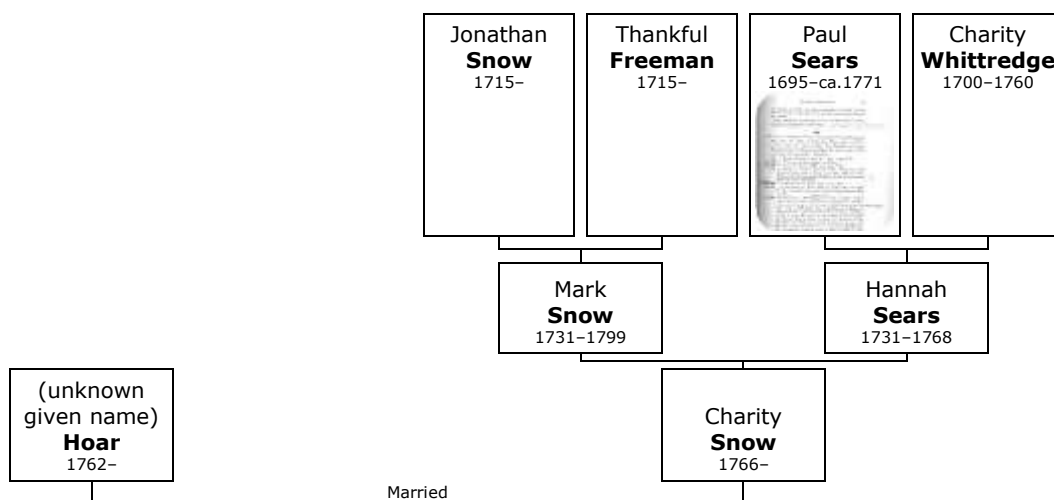 Jonathan
Snow
1715–
Thankful
Freeman
1715–
Paul
Sears
1695–ca.1771
Charity
Whittredge
1700–1760
Mark
Snow
1731–1799
Hannah
Sears
1731–1768
(unknown
given name)
Hoar
1762–
Charity
Snow
1766–
Married